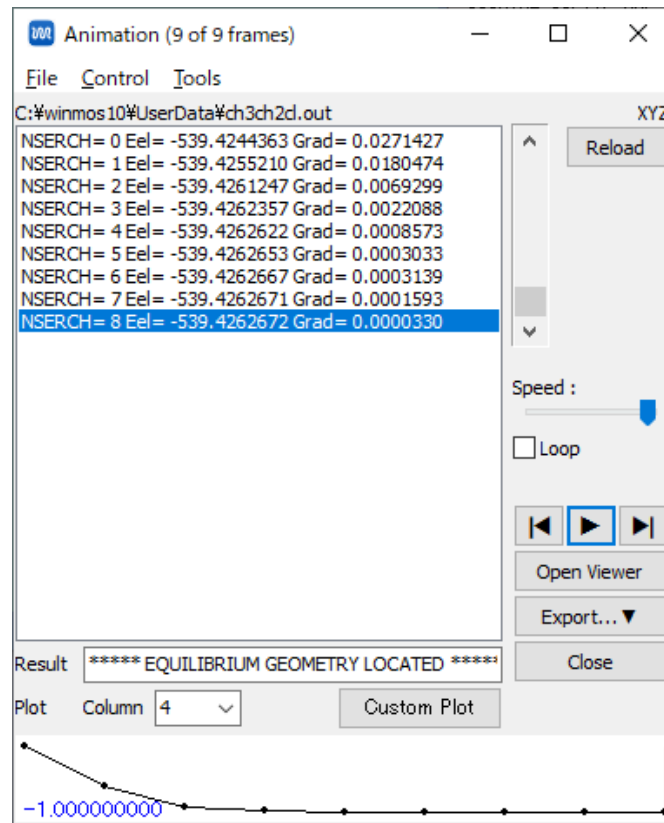 Animation (9 of 9 frames)
File Control Tools
C:¥winmos10¥UserData¥ch3ch2cl.out XYZ
NSERCH= 0 Eel= -539.4244363 Grad= 0.0271427
NSERCH= 1 Eel= -539.4255210 Grad= 0.0180474
NSERCH= 2 Eel= -539.4261247 Grad= 0.0069299
NSERCH= 3 Eel= -539.4262357 Grad= 0.0022088
NSERCH= 4 Eel= -539.4262622 Grad= 0.0008573
NSERCH= 5 Eel= -539.4262653 Grad= 0.0003033
NSERCH= 6 Eel= -539.4262667 Grad= 0.0003139
NSERCH= 7 Eel= -539.4262671 Grad= 0.0001593
NSERCH= 8 Eel= -539.4262672 Grad= 0.0000330
Reload
Speed :
Loop
Open Viewer
Export...▼
Close
Result ***** EQUILIBRIUM GEOMETRY LOCATED *****
Plot Column 4 Custom Plot
-1.000000000